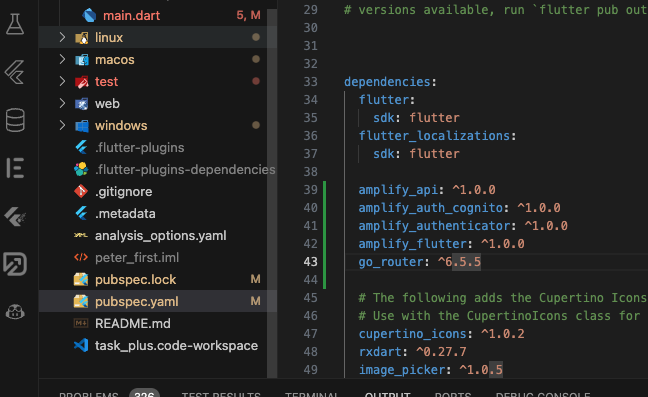 main.dart 5, M
linux
macos
test
web
windows
.flutter-plugins
.flutter-plugins-dependencies
.gitignore
.metadata
analysis_options.yaml
peter_first.iml
pubspec.lock M
pubspec.yaml M
README.md
task_plus.code-workspace
29 # versions available, run `flutter pub out
30
31
32
33 dependencies:
34 flutter:
35 sdk: flutter
36 flutter_localizations:
37 sdk: flutter
38
39 amplify_api: ^1.0.0
40 amplify_auth_cognito: ^1.0.0
41 amplify_authenticator: ^1.0.0
42 amplify_flutter: ^1.0.0
43 go_router: ^6.5.5
44
45 # The following adds the Cupertino Icons
46 # Use with the CupertinoIcons class for
47 cupertino_icons: ^1.0.2
48 rxdart: ^0.27.7
49 image_picker: ^1.0.5
PROBLEMS 326 TEST RESULTS TERMINAL OUTPUT PORTS DEBUG CONSOLE